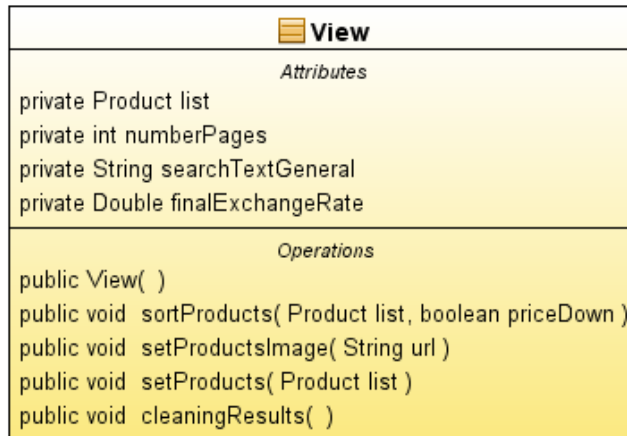 View
Attributes
private Product list
private int numberPages
private String searchTextGeneral
private Double finalExchangeRate
Operations
public View( )
public void sortProducts( Product list, boolean priceDown )
public void setProductsImage( String url )
public void setProducts( Product list )
public void cleaningResults( )